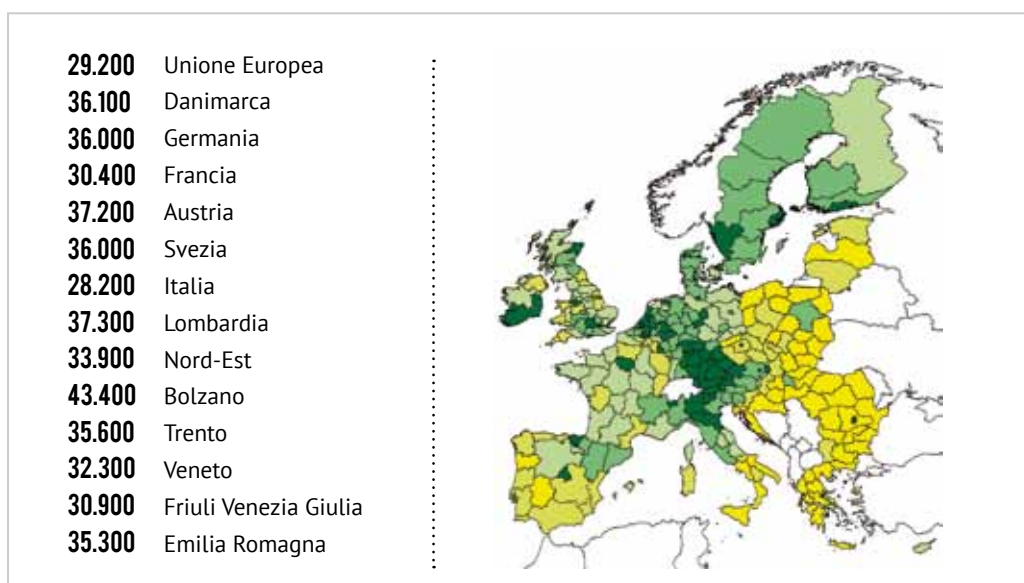 29.200 Unione Europea
36.100 Danimarca
36.000 Germania
30.400 Francia
37.200 Austria
36.000 Svezia
28.200 Italia
37.300 Lombardia
33.900 Nord-Est
43.400 Bolzano
35.600 Trento
32.300 Veneto
30.900 Friuli Venezia Giulia
35.300 Emilia Romagna